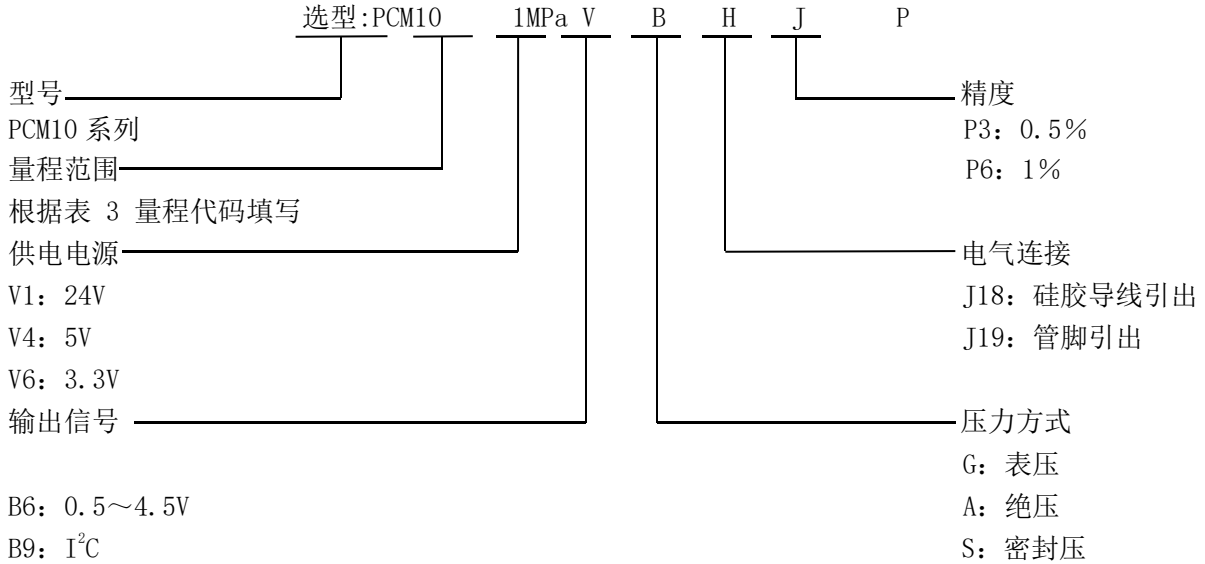 选型:PCM10 1MPa V B H J P
型号
PCM10 系列
量程范围
根据表 3 量程代码填写
供电电源
V1: 24V
V4: 5V
V6: 3.3V
输出信号
B6: 0.5～4.5V
B9: I²C
精度
P3: 0.5%
P6: 1%
电气连接
J18: 硅胶导线引出
J19: 管脚引出
压力方式
G: 表压
A: 绝压
S: 密封压